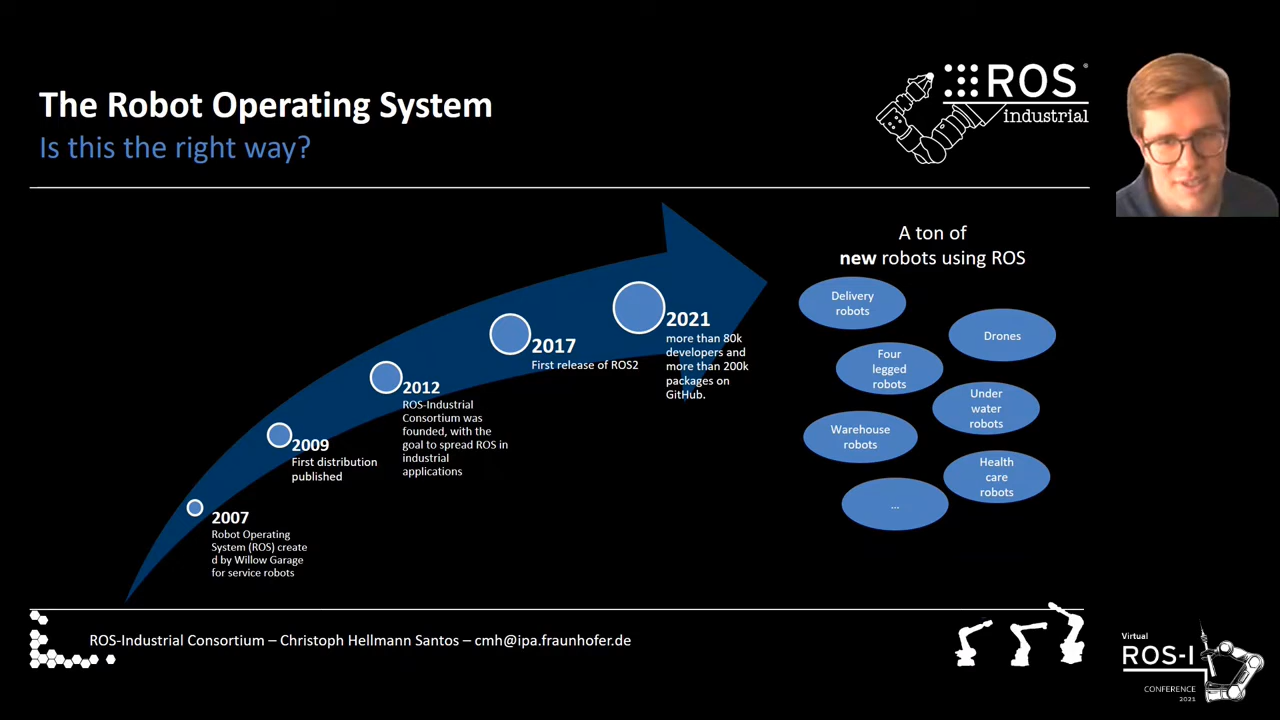 The Robot Operating System
Is this the right way?
ROS
®
industrial
A ton of
new robots using ROS
Delivery
robots
Drones
Four
legged
robots
Under
water
robots
Warehouse
robots
Health
care
robots
...
2021
more than 80k
developers and
more than 200k
packages on
GitHub.
2017
First release of ROS2
2012
ROS-Industrial
Consortium was
founded, with the
goal to spread ROS in
industrial
applications
2009
First distribution
published
2007
Robot Operating
System (ROS) create
d by Willow Garage
for service robots
ROS-Industrial Consortium – Christoph Hellmann Santos – cmh@ipa.fraunhofer.de
Virtual
ROS-I
CONFERENCE
2021